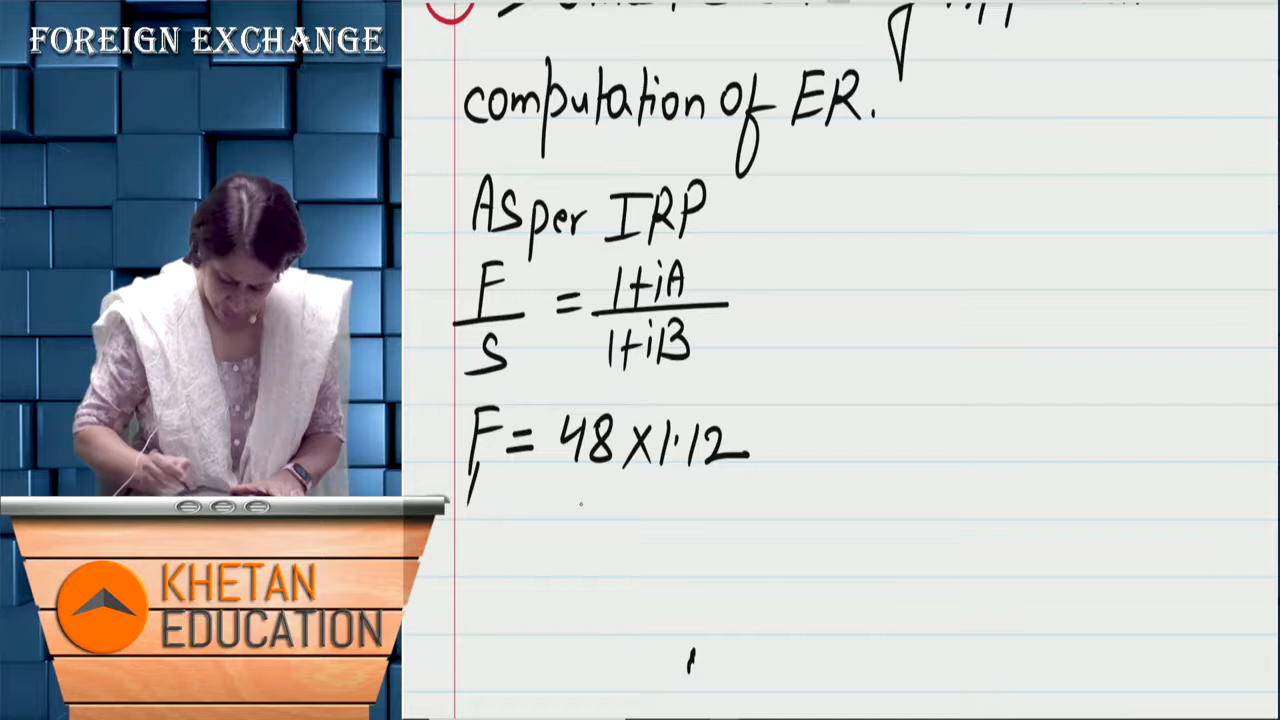 FOREIGN EXCHANGE
computation of ER.
As per IRP
F = 1+iA
S 1+iB
F = 48 x 1.12
KHETAN
EDUCATION